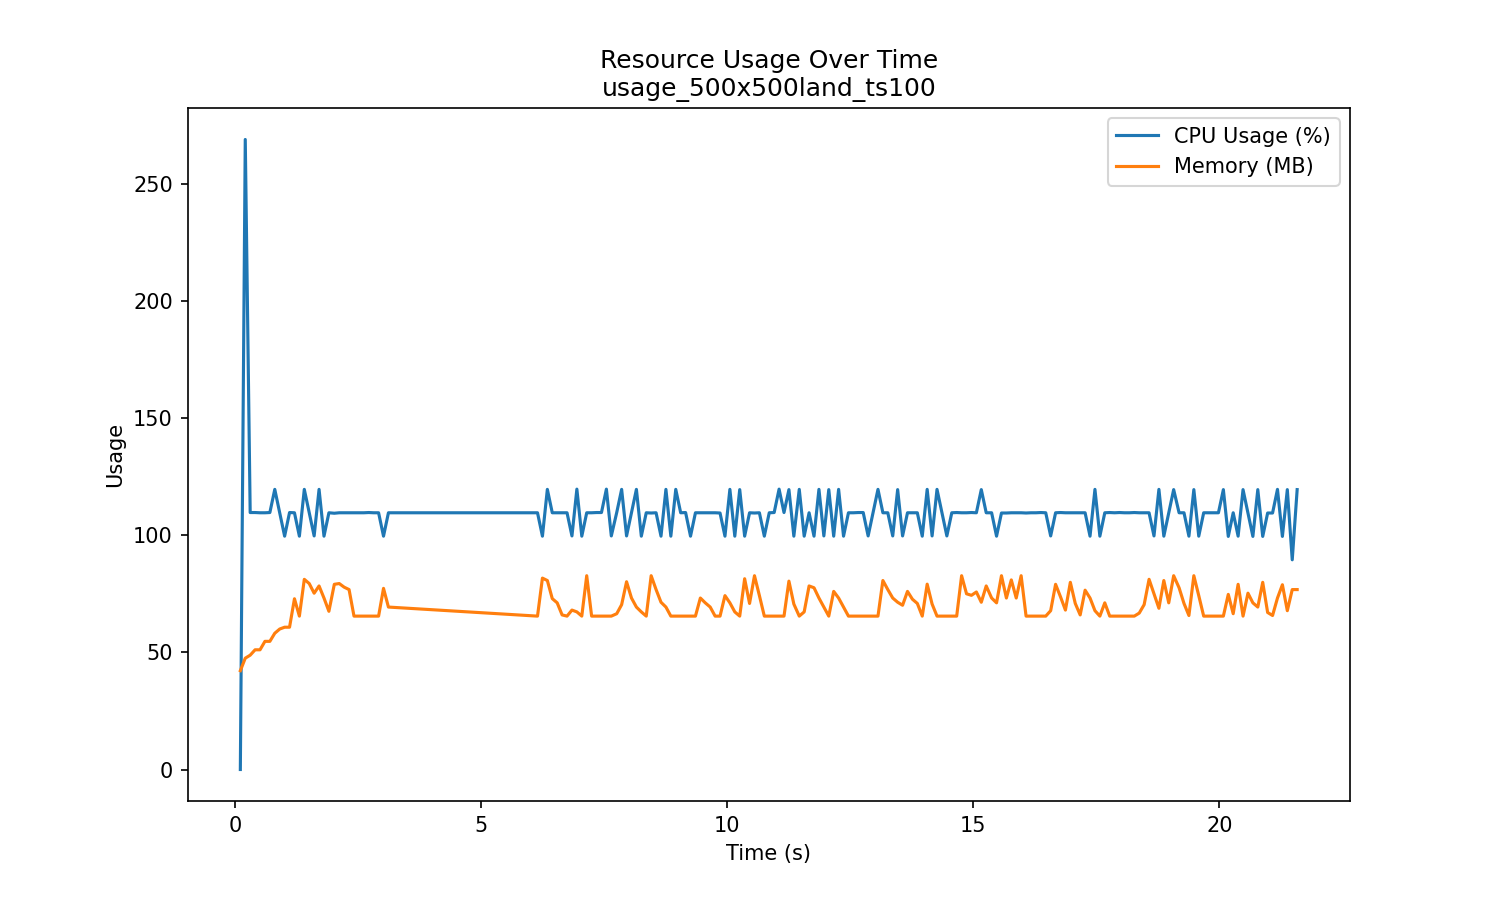 Resource Usage Over Time
usage_500x500land_ts100
CPU Usage (%)
Memory (MB)
250
200
150
100
50
0
Usage
0 5 10 15 20
Time (s)